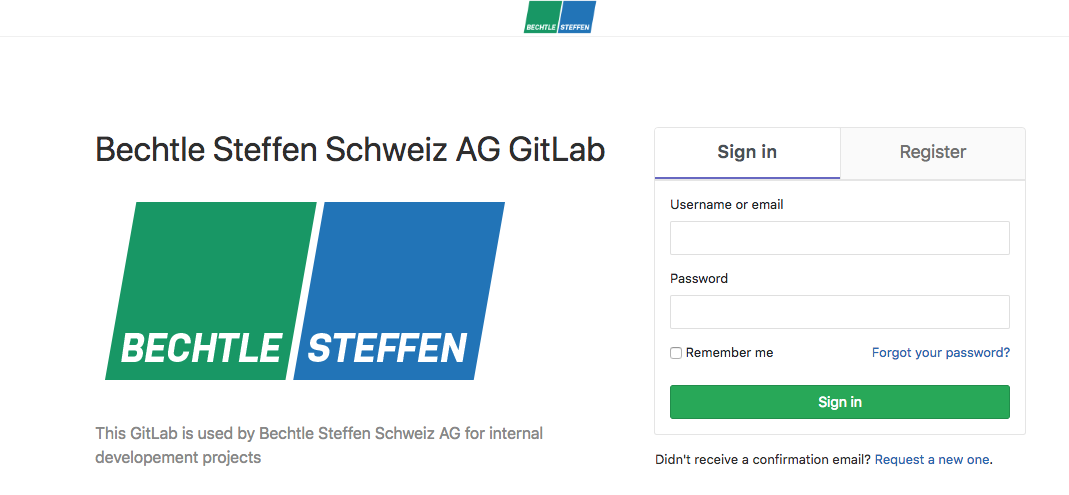 BECHTLE STEFFEN
Bechtle Steffen Schweiz AG GitLab
BECHTLE STEFFEN
This GitLab is used by Bechtle Steffen Schweiz AG for internal
developement projects
Sign in Register
Username or email
Password
Remember me Forgot your password?
Sign in
Didn't receive a confirmation email? Request a new one.